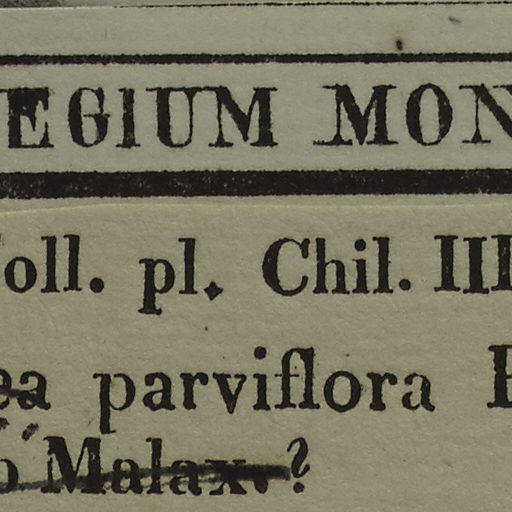 EGIUM MON
oll. pl. Chil. III
ea parviflora
Malax. ?